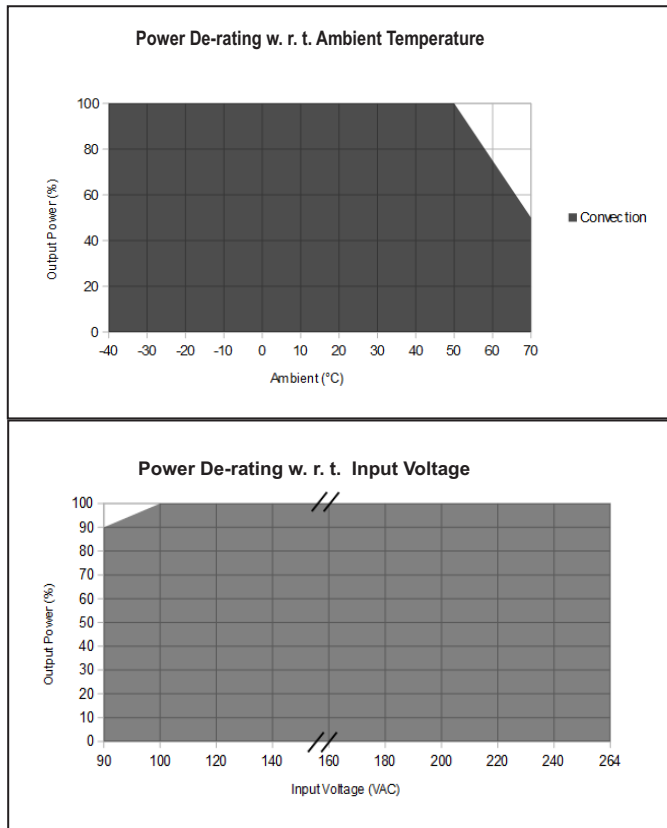 Power De-rating w. r. t. Ambient Temperature
100
80
60
40
20
0
Output Power (%)
-40 -30 -20 -10 0 10 20 30 40 50 60 70
Ambient (°C)
Convection
Power De-rating w. r. t. Input Voltage
100
90
80
70
60
50
40
30
20
10
0
Output Power (%)
90 100 120 140 160 180 200 220 240 264
Input Voltage (VAC)